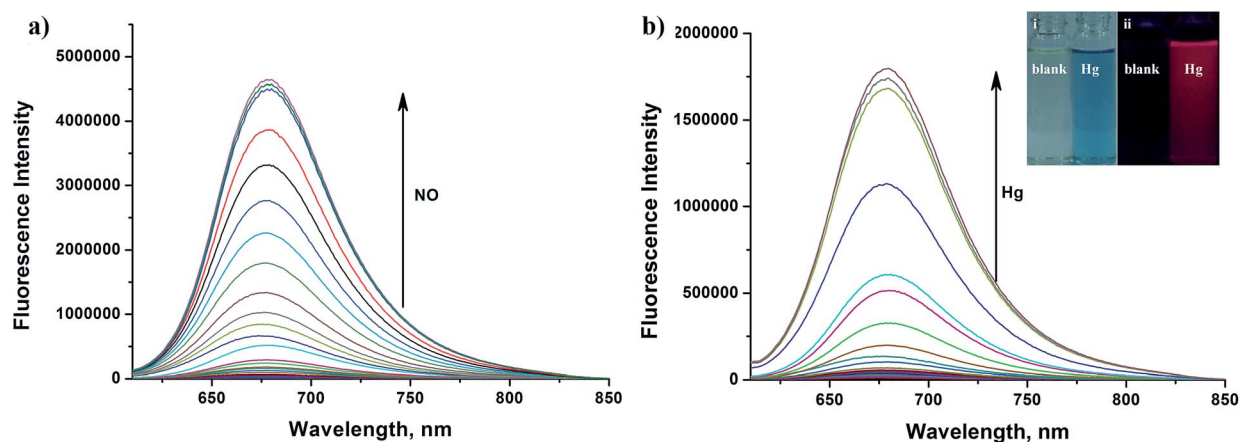 a)
Fluorescence Intensity
5000000
4000000
3000000
2000000
1000000
0
NO
650 700 750 800 850
Wavelength, nm
b)
Fluorescence Intensity
2000000
1500000
1000000
500000
0
Hg
650 700 750 800 850
Wavelength, nm
i
blank Hg
ii
blank Hg